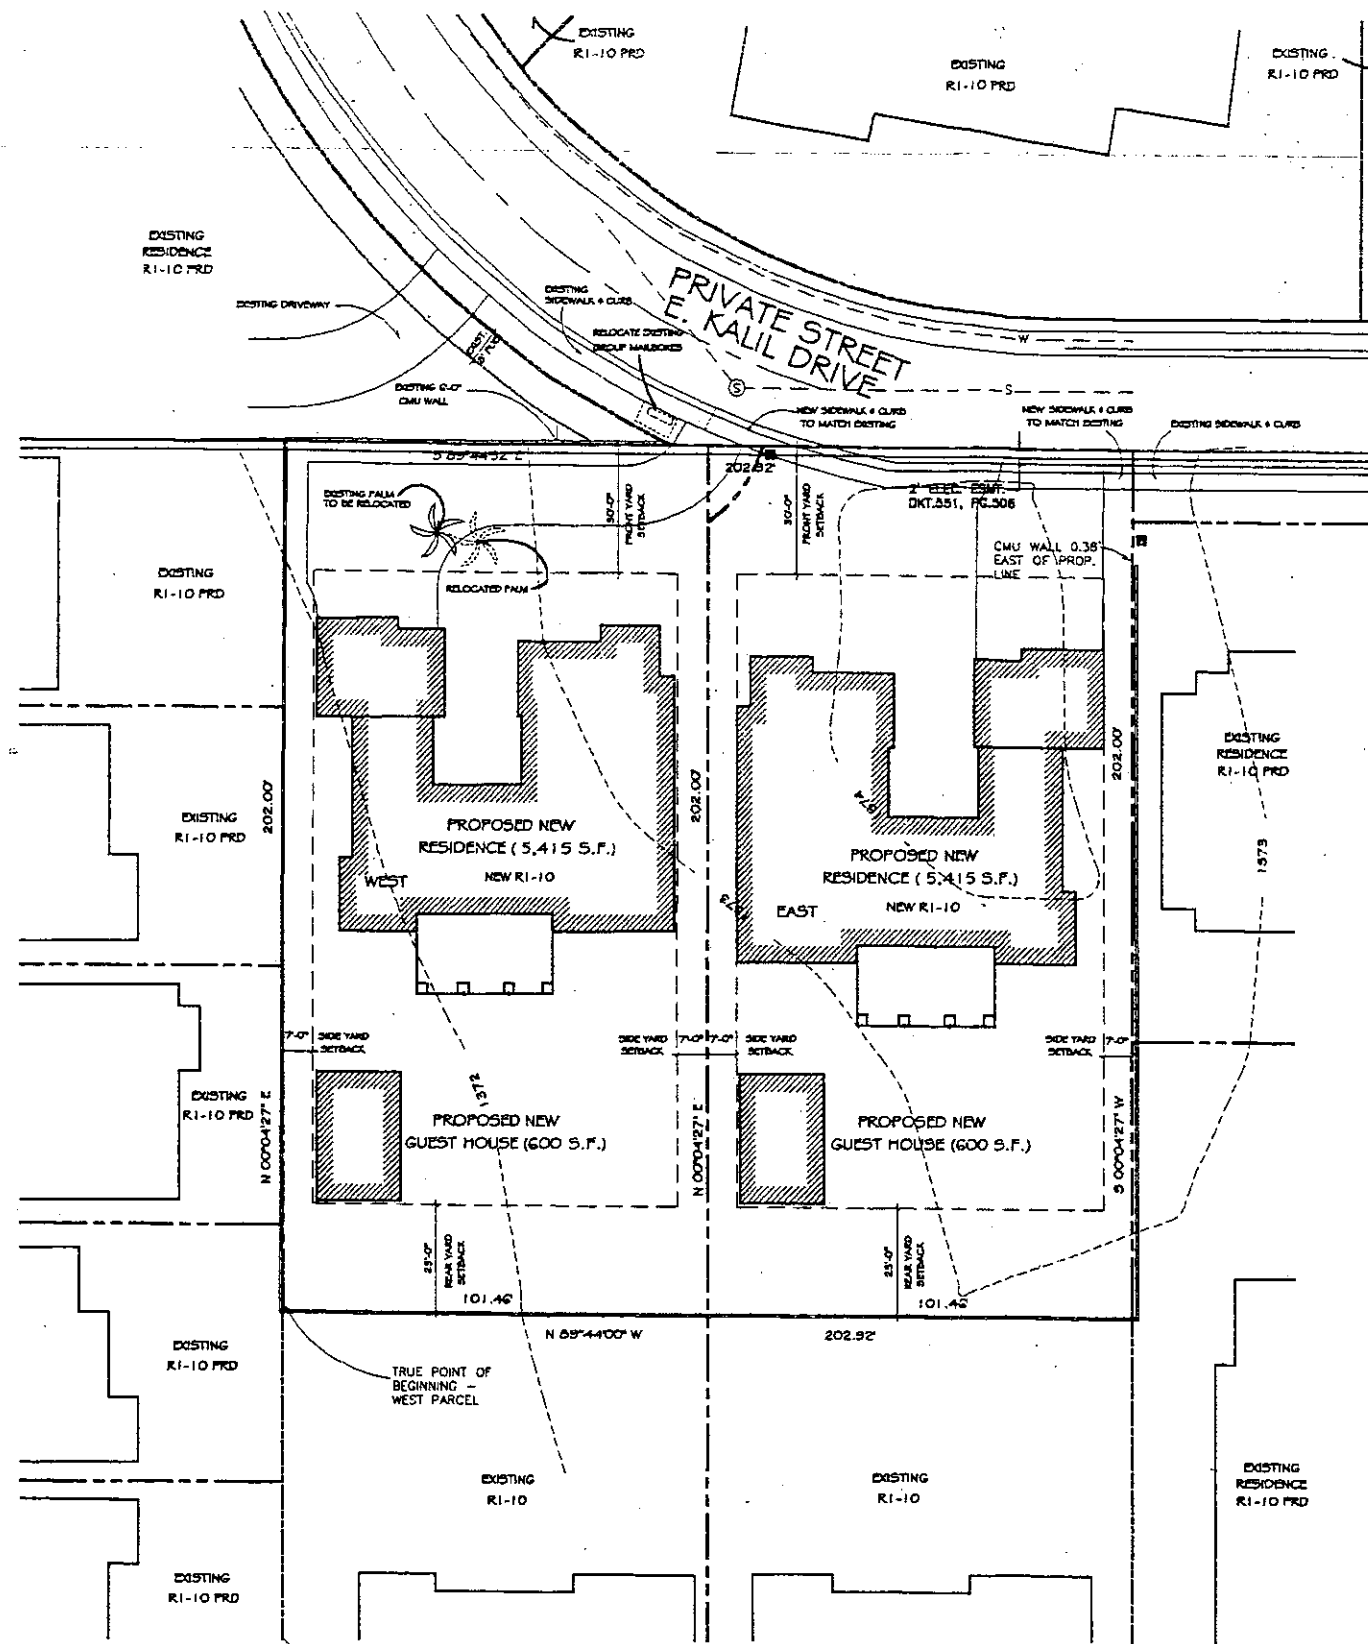 EXISTING
R1-10 PRD
EXISTING
R1-10 PRD
EXISTING
R1-10 PRD
EXISTING
RESIDENCE
R1-10 PRD
EXISTING DRIVEWAY
EXISTING
SIDEWALK & CURB
RELOCATE EXISTING
GROUP MAILBOXES
PRIVATE STREET
E. KALIL DRIVE
W
S
S
EXIST.
EXISTING 6'-0"
CMU WALL
NEW SIDEWALK & CURB
TO MATCH EXISTING
NEW SIDEWALK & CURB
TO MATCH EXISTING
EXISTING SIDEWALK & CURB
S 89°44'32" E
202.92'
EXISTING PALM
TO BE RELOCATED
30'-0"
FRONT YARD
SETBACK
30'-0"
FRONT YARD
SETBACK
2' ELEC. ESMT.
DKT.551, PG.506
CMU WALL 0.38'
EAST OF PROP.
LINE
RELOCATED PALM
EXISTING
R1-10 PRD
EXISTING
R1-10 PRD
202.00'
202.00'
202.00'
EXISTING
RESIDENCE
R1-10 PRD
PROPOSED NEW
RESIDENCE (5,415 S.F.)
NEW R1-10
WEST
PROPOSED NEW
RESIDENCE (5,415 S.F.)
NEW R1-10
EAST
1573
7'-0"
SIDE YARD
SETBACK
SIDE YARD
SETBACK
7'-0"
7'-0"
SIDE YARD
SETBACK
SIDE YARD
SETBACK
7'-0"
1372
EXISTING
R1-10 PRD
N 00°04'27" E
PROPOSED NEW
GUEST HOUSE (600 S.F.)
N 00°04'27" E
PROPOSED NEW
GUEST HOUSE (600 S.F.)
S 00°04'27" W
25'-0"
REAR YARD
SETBACK
25'-0"
REAR YARD
SETBACK
101.46'
101.46'
N 89°44'00" W
202.92'
EXISTING
R1-10 PRD
TRUE POINT OF
BEGINNING –
WEST PARCEL
EXISTING
R1-10
EXISTING
R1-10
EXISTING
RESIDENCE
R1-10 PRD
EXISTING
R1-10 PRD